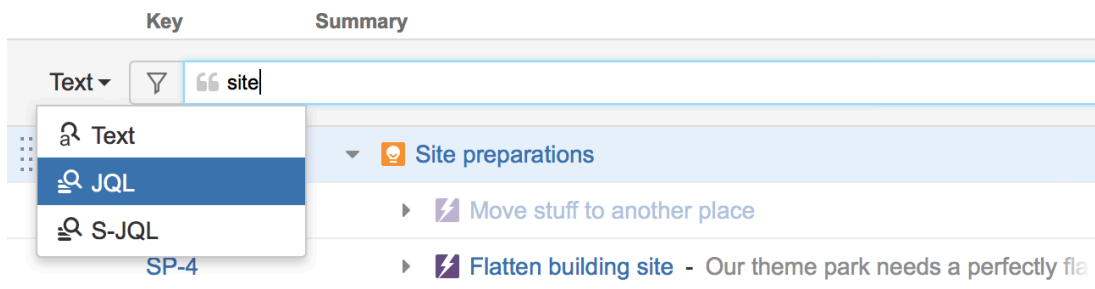 Key Summary
Text site
Text
Site preparations
JQL
Move stuff to another place
S-JQL
SP-4 Flatten building site - Our theme park needs a perfectly fla